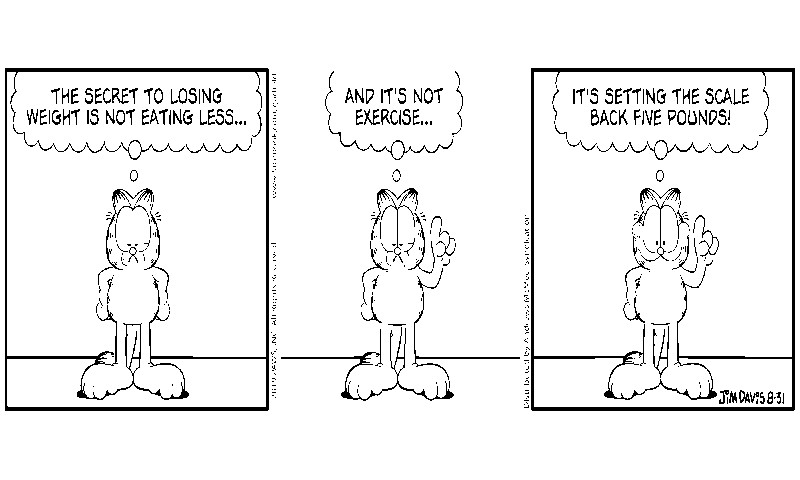 THE SECRET TO LOSING
WEIGHT IS NOT EATING LESS...
AND IT'S NOT
EXERCISE...
IT'S SETTING THE SCALE
BACK FIVE POUNDS!
JIM DAVIS 8·31